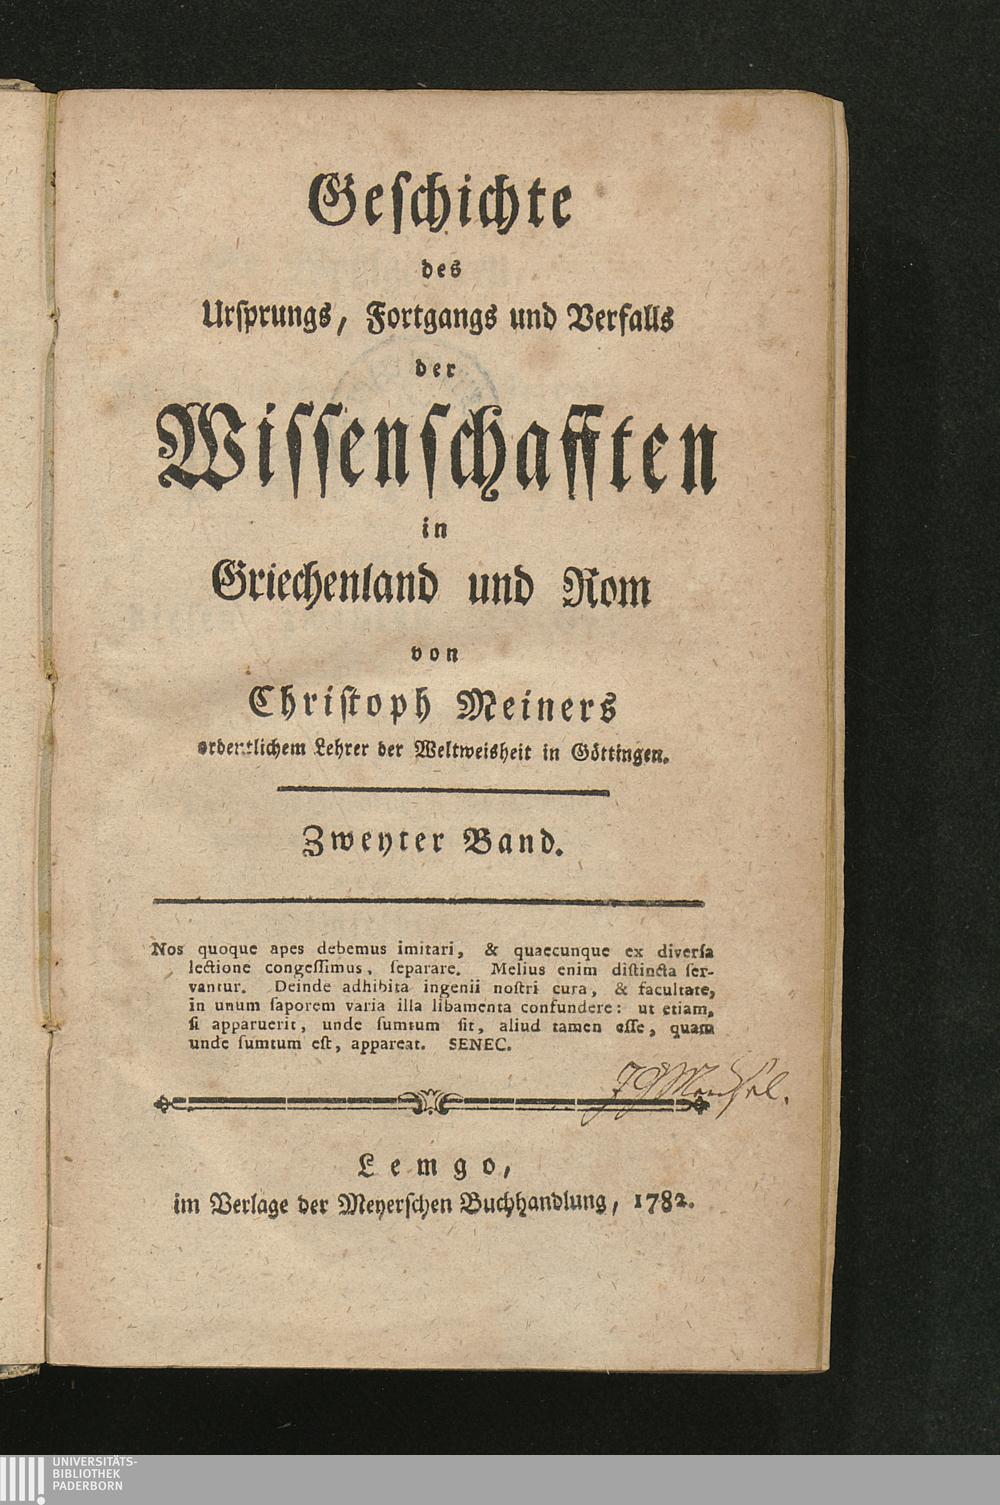 Geſchichte
des
Urſprungs, Fortgangs und Verfalls
der
Wiſſenſchafften
in
Griechenland und Rom
von
Chriſtoph Meiners
ordentlichem Lehrer der Weltweisheit in Göttingen.
Zweyter Band.
Nos quoque apes debemus imitari, & quaecunque ex diverſa
lectione congeſſimus, ſeparare. Melius enim diſtincta ſer-
vantur. Deinde adhibita ingenii noſtri cura, & facultate,
in unum ſaporem varia illa libamenta confundere: ut etiam,
ſi apparuerit, unde ſumtum ſit, aliud tamen eſſe, quam
unde ſumtum eſt, appareat. SENEC.
JGMeuſel.
Lemgo,
im Verlage der Meyerſchen Buchhandlung, 1782.
UNIVERSITÄTS-
BIBLIOTHEK
PADERBORN